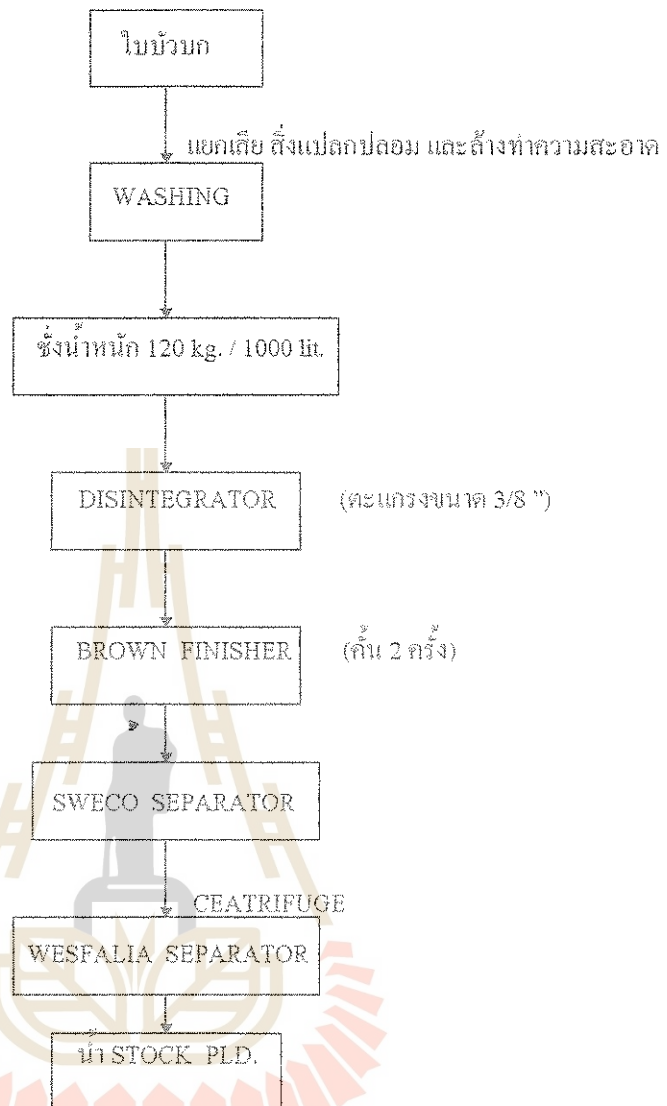 ใบบัวบก
แยกเสีย สิ่งแปลกปลอม และล้างทำความสะอาด
WASHING
ชั่งน้ำหนัก 120 kg. / 1000 lit.
DISINTEGRATOR (ตะแกรงขนาด 3/8 ”)
BROWN FINISHER (คั้น 2 ครั้ง)
SWECO SEPARATOR
CEATRIFUGE
WESFALIA SEPARATOR
น้ำ STOCK PLD.